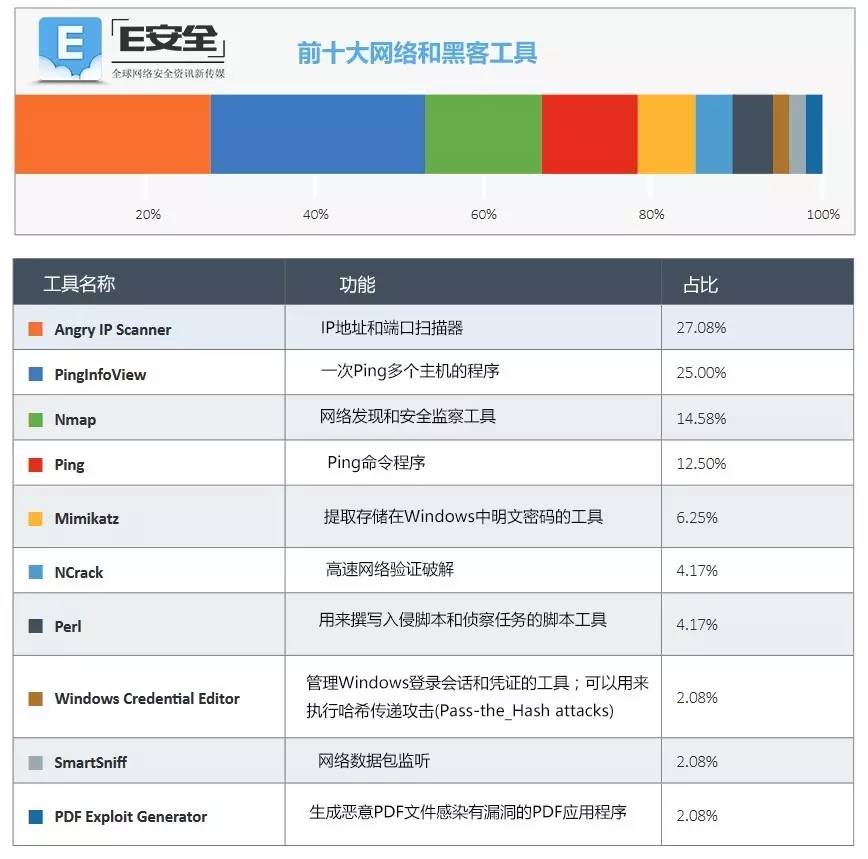 E
E安全
全球网络安全资讯新传媒
前十大网络和黑客工具
20% 40% 60% 80% 100%
工具名称 功能 占比
Angry IP Scanner IP地址和端口扫描器 27.08%
PingInfoView 一次Ping多个主机的程序 25.00%
Nmap 网络发现和安全监察工具 14.58%
Ping Ping命令程序 12.50%
Mimikatz 提取存储在Windows中明文密码的工具 6.25%
NCrack 高速网络验证破解 4.17%
Perl 用来撰写入侵脚本和侦察任务的脚本工具 4.17%
Windows Credential Editor 管理Windows登录会话和凭证的工具；可以用来 2.08%
执行哈希传递攻击(Pass-the_Hash attacks)
SmartSniff 网络数据包监听 2.08%
PDF Exploit Generator 生成恶意PDF文件感染有漏洞的PDF应用程序 2.08%